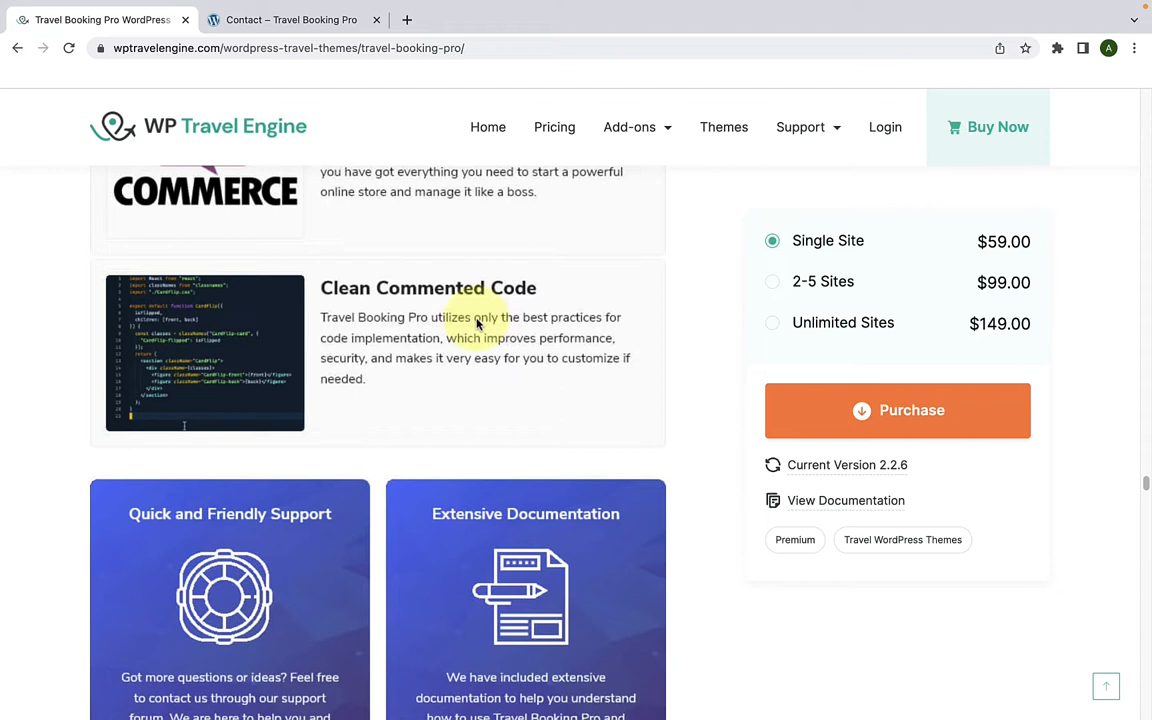 Travel Booking Pro WordPress
Contact – Travel Booking Pro
wptravelengine.com/wordpress-travel-themes/travel-booking-pro/
A
WP Travel Engine
Home
Pricing
Add-ons
Themes
Support
Login
Buy Now
COMMERCE
you have got everything you need to start a powerful
online store and manage it like a boss.
Clean Commented Code
Travel Booking Pro utilizes only the best practices for
code implementation, which improves performance,
security, and makes it very easy for you to customize if
needed.
Single Site $59.00
2-5 Sites $99.00
Unlimited Sites $149.00
Purchase
Current Version 2.2.6
View Documentation
Premium
Travel WordPress Themes
Quick and Friendly Support
Got more questions or ideas? Feel free
to contact us through our support
forum. We are here to help you and
Extensive Documentation
We have included extensive
documentation to help you understand
how to use Travel Booking Pro and